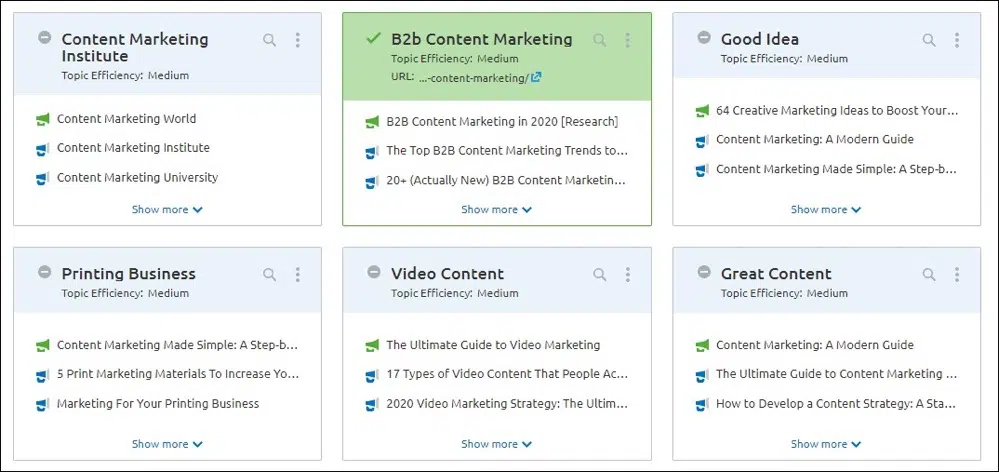 Content Marketing
Institute
Topic Efficiency: Medium
Content Marketing World
Content Marketing Institute
Content Marketing University
Show more
B2b Content Marketing
Topic Efficiency: Medium
URL: ...-content-marketing/
B2B Content Marketing in 2020 [Research]
The Top B2B Content Marketing Trends to...
20+ (Actually New) B2B Content Marketin...
Show more
Good Idea
Topic Efficiency: Medium
64 Creative Marketing Ideas to Boost Your...
Content Marketing: A Modern Guide
Content Marketing Made Simple: A Step-b...
Show more
Printing Business
Topic Efficiency: Medium
Content Marketing Made Simple: A Step-b...
5 Print Marketing Materials To Increase Yo...
Marketing For Your Printing Business
Show more
Video Content
Topic Efficiency: Medium
The Ultimate Guide to Video Marketing
17 Types of Video Content That People Ac...
2020 Video Marketing Strategy: The Ultim...
Show more
Great Content
Topic Efficiency: Medium
Content Marketing: A Modern Guide
The Ultimate Guide to Content Marketing ...
How to Develop a Content Strategy: A Sta...
Show more